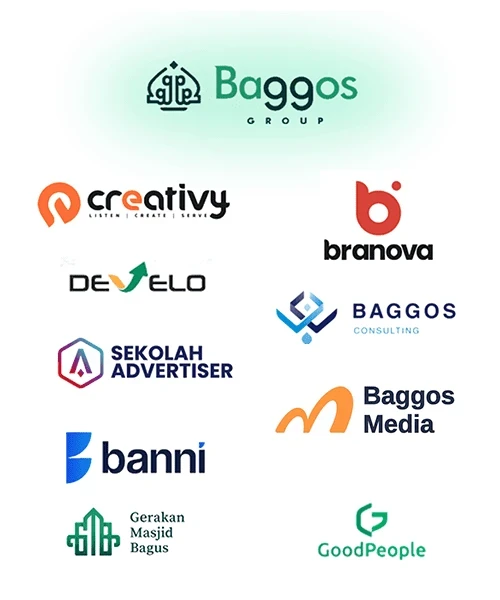 Baggos
GROUP
creativy
LISTEN | CREATE | SERVE
branova
DEVELO
BAGGOS
CONSULTING
SEKOLAH
ADVERTISER
Baggos
Media
banni
Gerakan
Masjid
Bagus
GoodPeople